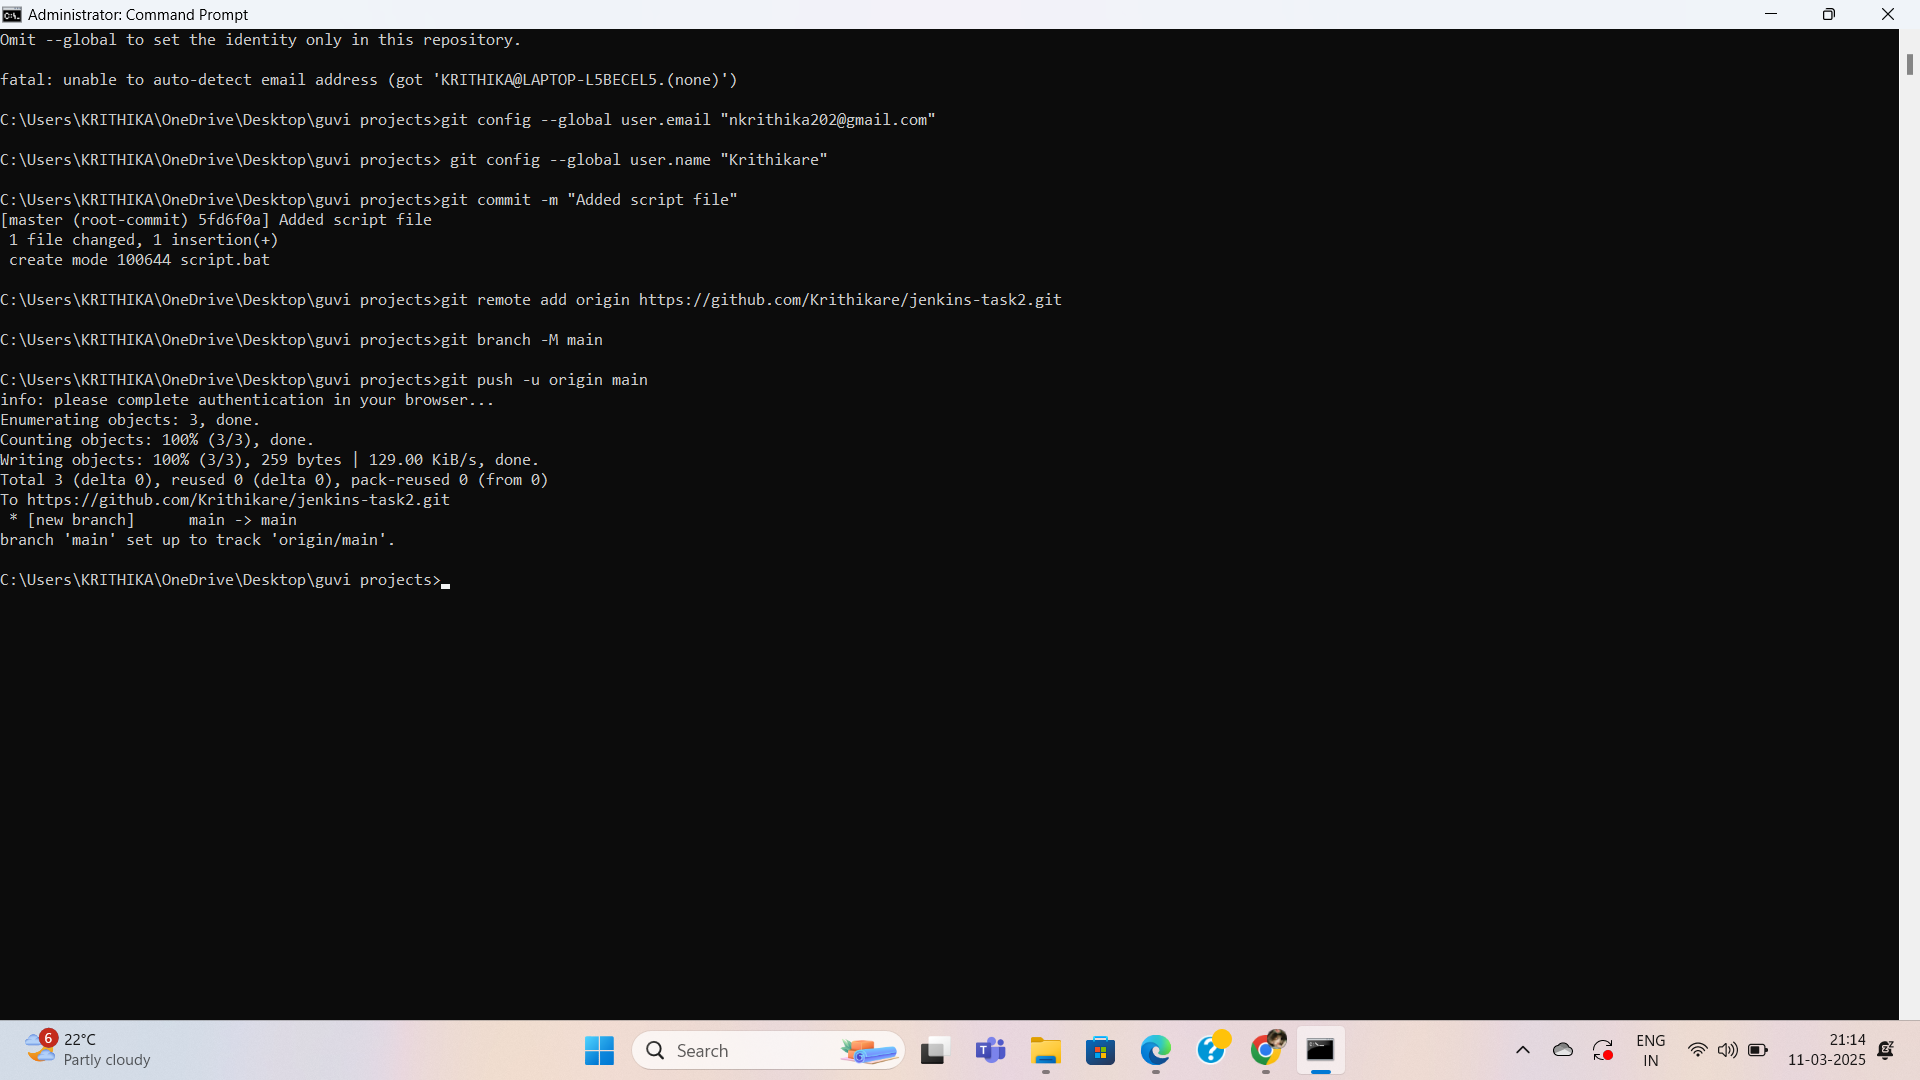 Administrator: Command Prompt
Omit --global to set the identity only in this repository.
fatal: unable to auto-detect email address (got 'KRITHIKA@LAPTOP-L5BECEL5.(none)')
C:\Users\KRITHIKA\OneDrive\Desktop\guvi projects>git config --global user.email "nkrithika202@gmail.com"
C:\Users\KRITHIKA\OneDrive\Desktop\guvi projects> git config --global user.name "Krithikare"
C:\Users\KRITHIKA\OneDrive\Desktop\guvi projects>git commit -m "Added script file"
[master (root-commit) 5fd6f0a] Added script file
 1 file changed, 1 insertion(+)
 create mode 100644 script.bat
C:\Users\KRITHIKA\OneDrive\Desktop\guvi projects>git remote add origin https://github.com/Krithikare/jenkins-task2.git
C:\Users\KRITHIKA\OneDrive\Desktop\guvi projects>git branch -M main
C:\Users\KRITHIKA\OneDrive\Desktop\guvi projects>git push -u origin main
info: please complete authentication in your browser...
Enumerating objects: 3, done.
Counting objects: 100% (3/3), done.
Writing objects: 100% (3/3), 259 bytes | 129.00 KiB/s, done.
Total 3 (delta 0), reused 0 (delta 0), pack-reused 0 (from 0)
To https://github.com/Krithikare/jenkins-task2.git
 * [new branch]      main -> main
branch 'main' set up to track 'origin/main'.
C:\Users\KRITHIKA\OneDrive\Desktop\guvi projects>
6
22°C
Partly cloudy
Search
ENG
IN
21:14
11-03-2025